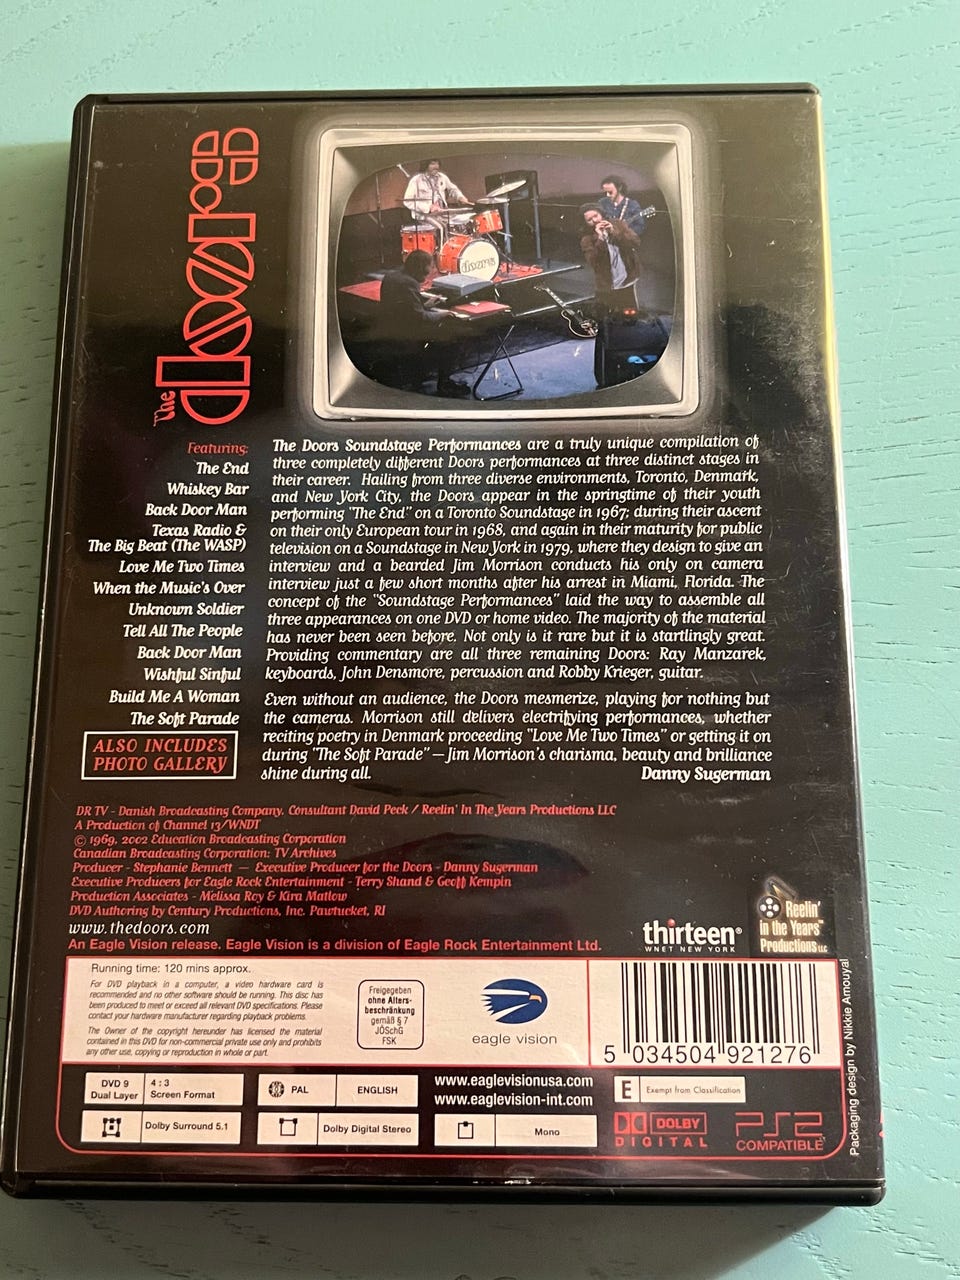 The Doors
doors
Featuring:
The End
Whiskey Bar
Back Door Man
Texas Radio &
The Big Beat (The WASP)
Love Me Two Times
When the Music's Over
Unknown Soldier
Tell All The People
Back Door Man
Wishful Sinful
Build Me A Woman
The Soft Parade
ALSO INCLUDES
PHOTO GALLERY
The Doors Soundstage Performances are a truly unique compilation of
three completely different Doors performances at three distinct stages in
their career. Hailing from three diverse environments, Toronto, Denmark,
and New York City, the Doors appear in the springtime of their youth
performing "The End" on a Toronto Soundstage in 1967; during their ascent
on their only European tour in 1968, and again in their maturity for public
television on a Soundstage in New York in 1979, where they design to give an
interview and a bearded Jim Morrison conducts his only on camera
interview just a few short months after his arrest in Miami, Florida. The
concept of the "Soundstage Performances" laid the way to assemble all
three appearances on one DVD or home video. The majority of the material
has never been seen before. Not only is it rare but it is startlingly great.
Providing commentary are all three remaining Doors: Ray Manzarek,
keyboards, John Densmore, percussion and Robby Krieger, guitar.
Even without an audience, the Doors mesmerize, playing for nothing but
the cameras. Morrison still delivers electrifying performances, whether
reciting poetry in Denmark proceeding "Love Me Two Times" or getting it on
during "The Soft Parade" — Jim Morrison's charisma, beauty and brilliance
shine during all. Danny Sugerman
DR TV - Danish Broadcasting Company. Consultant David Peck / Reelin' In The Years Productions LLC
A Production of Channel 13/WNDT
© 1969, 2002 Education Broadcasting Corporation
Canadian Broadcasting Corporation: TV Archives
Producer - Stephanie Bennett — Executive Producer for the Doors - Danny Sugerman
Executive Producers for Eagle Rock Entertainment - Terry Shand & Geoff Kempin
Production Associates - Melissa Roy & Kira Matlow
DVD Authoring by Century Productions, Inc. Pawtucket, RI
www.thedoors.com
An Eagle Vision release. Eagle Vision is a division of Eagle Rock Entertainment Ltd.
thirteen®
WNET NEW YORK
Reelin'
in the Years™
Productions LLC
Running time: 120 mins approx.
For DVD playback in a computer, a video hardware card is
recommended and no other software should be running. This disc has
been produced to meet or exceed all relevant DVD specifications. Please
contact your hardware manufacturer regarding playback problems.
The Owner of the copyright hereunder has licensed the material
contained in this DVD for non-commercial private use only and prohibits
any other use, copying or reproduction in whole or part.
Freigegeben
ohne Alters-
beschränkung
gemäß § 7
JÖSchG
FSK
eagle vision
5 034504 921276
Packaging design by Nikkie Amouyal
DVD 9
Dual Layer
4 : 3
Screen Format
PAL
ENGLISH
www.eaglevisionusa.com
www.eaglevision-int.com
E
Exempt from Classification
Dolby Surround 5.1
Dolby Digital Stereo
Mono
DOLBY
DIGITAL
PS2
COMPATIBLE